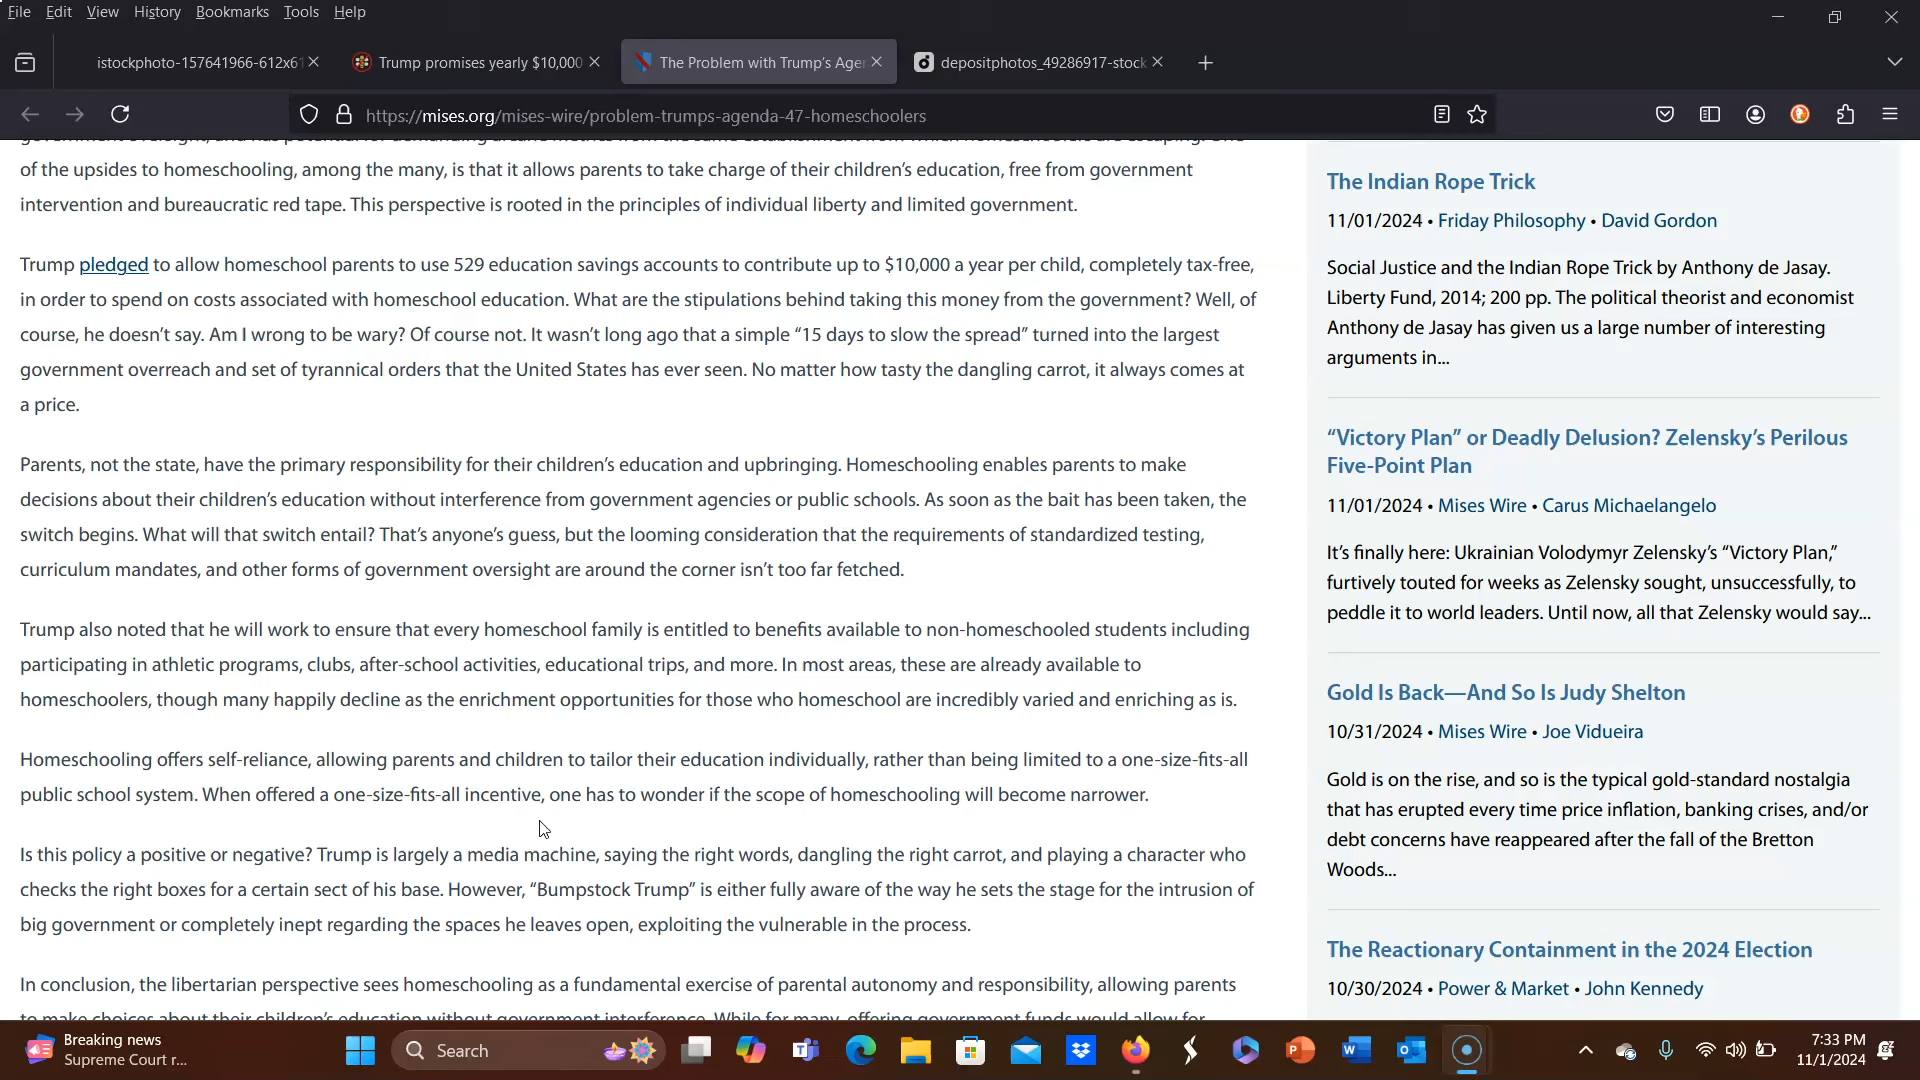 File Edit View History Bookmarks Tools Help
istockphoto-157641966-612x61
Trump promises yearly $10,000
The Problem with Trump's Agen
depositphotos_49286917-stock
https://mises.org/mises-wire/problem-trumps-agenda-47-homeschoolers
of the upsides to homeschooling, among the many, is that it allows parents to take charge of their children's education, free from government
intervention and bureaucratic red tape. This perspective is rooted in the principles of individual liberty and limited government.
Trump pledged to allow homeschool parents to use 529 education savings accounts to contribute up to $10,000 a year per child, completely tax-free,
in order to spend on costs associated with homeschool education. What are the stipulations behind taking this money from the government? Well, of
course, he doesn't say. Am I wrong to be wary? Of course not. It wasn't long ago that a simple “15 days to slow the spread” turned into the largest
government overreach and set of tyrannical orders that the United States has ever seen. No matter how tasty the dangling carrot, it always comes at
a price.
Parents, not the state, have the primary responsibility for their children's education and upbringing. Homeschooling enables parents to make
decisions about their children's education without interference from government agencies or public schools. As soon as the bait has been taken, the
switch begins. What will that switch entail? That's anyone's guess, but the looming consideration that the requirements of standardized testing,
curriculum mandates, and other forms of government oversight are around the corner isn't too far fetched.
Trump also noted that he will work to ensure that every homeschool family is entitled to benefits available to non-homeschooled students including
participating in athletic programs, clubs, after-school activities, educational trips, and more. In most areas, these are already available to
homeschoolers, though many happily decline as the enrichment opportunities for those who homeschool are incredibly varied and enriching as is.
Homeschooling offers self-reliance, allowing parents and children to tailor their education individually, rather than being limited to a one-size-fits-all
public school system. When offered a one-size-fits-all incentive, one has to wonder if the scope of homeschooling will become narrower.
Is this policy a positive or negative? Trump is largely a media machine, saying the right words, dangling the right carrot, and playing a character who
checks the right boxes for a certain sect of his base. However, “Bumpstock Trump” is either fully aware of the way he sets the stage for the intrusion of
big government or completely inept regarding the spaces he leaves open, exploiting the vulnerable in the process.
In conclusion, the libertarian perspective sees homeschooling as a fundamental exercise of parental autonomy and responsibility, allowing parents
to make choices about their children's education without government interference. While for many, offering government funds would allow for
The Indian Rope Trick
11/01/2024 • Friday Philosophy • David Gordon
Social Justice and the Indian Rope Trick by Anthony de Jasay.
Liberty Fund, 2014; 200 pp. The political theorist and economist
Anthony de Jasay has given us a large number of interesting
arguments in...
“Victory Plan” or Deadly Delusion? Zelensky's Perilous
Five-Point Plan
11/01/2024 • Mises Wire • Carus Michaelangelo
It's finally here: Ukrainian Volodymyr Zelensky's “Victory Plan,”
furtively touted for weeks as Zelensky sought, unsuccessfully, to
peddle it to world leaders. Until now, all that Zelensky would say...
Gold Is Back—And So Is Judy Shelton
10/31/2024 • Mises Wire • Joe Vidueira
Gold is on the rise, and so is the typical gold-standard nostalgia
that has erupted every time price inflation, banking crises, and/or
debt concerns have reappeared after the fall of the Bretton
Woods...
The Reactionary Containment in the 2024 Election
10/30/2024 • Power & Market • John Kennedy
Breaking news
Supreme Court r...
Search
7:33 PM
11/1/2024